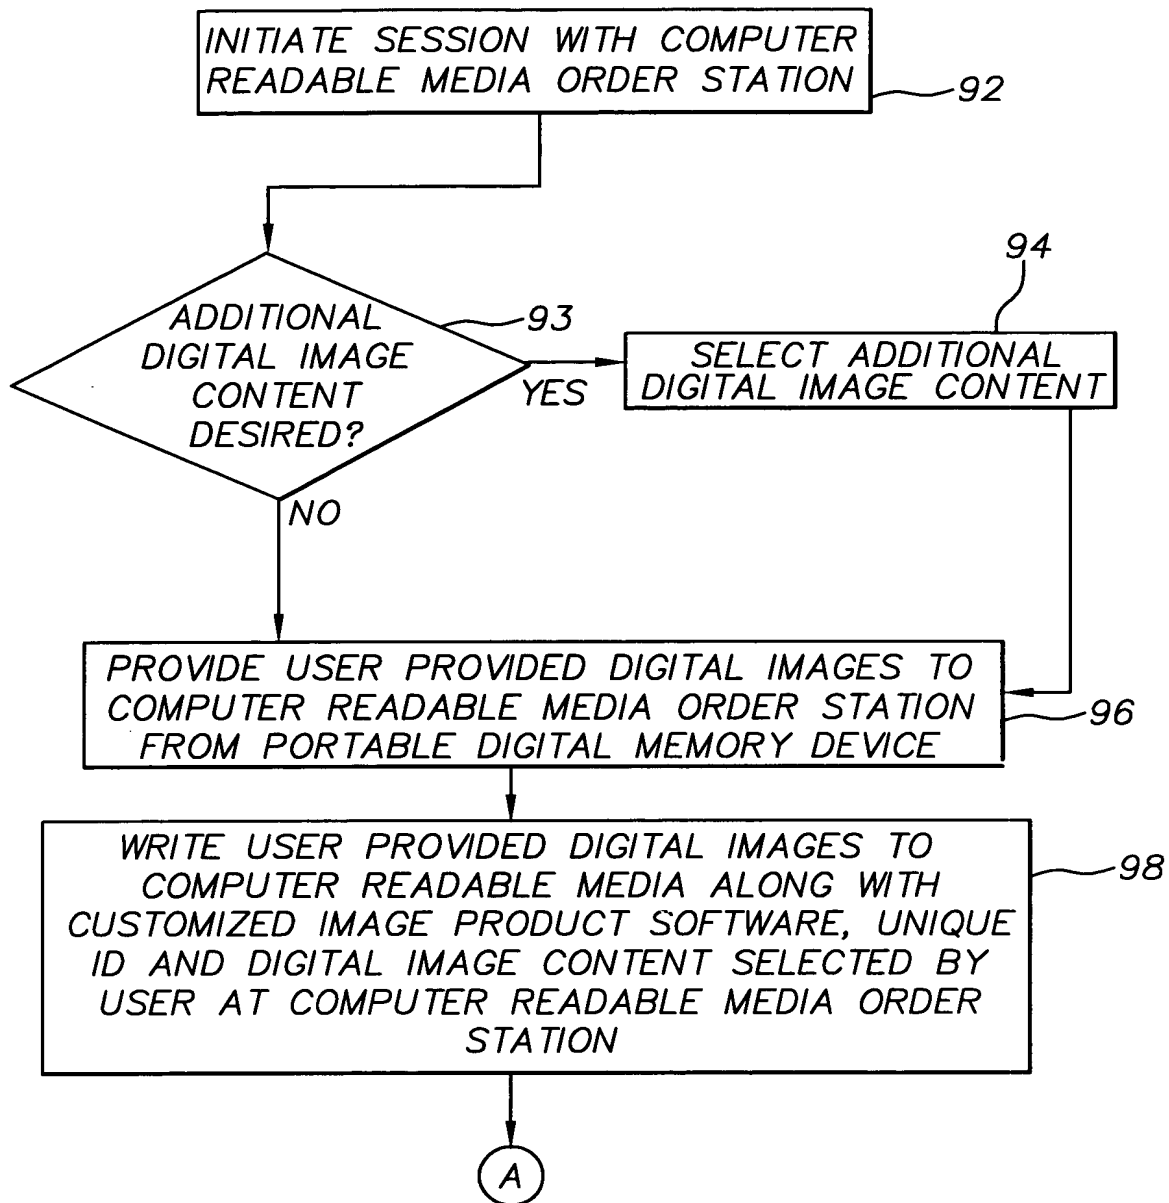 INITIATE SESSION WITH COMPUTER
READABLE MEDIA ORDER STATION
92
94
ADDITIONAL
DIGITAL IMAGE
CONTENT
DESIRED?
93
YES
SELECT ADDITIONAL
DIGITAL IMAGE CONTENT
NO
PROVIDE USER PROVIDED DIGITAL IMAGES TO
COMPUTER READABLE MEDIA ORDER STATION
FROM PORTABLE DIGITAL MEMORY DEVICE
96
WRITE USER PROVIDED DIGITAL IMAGES TO
COMPUTER READABLE MEDIA ALONG WITH
CUSTOMIZED IMAGE PRODUCT SOFTWARE, UNIQUE
ID AND DIGITAL IMAGE CONTENT SELECTED BY
USER AT COMPUTER READABLE MEDIA ORDER
STATION
98
A